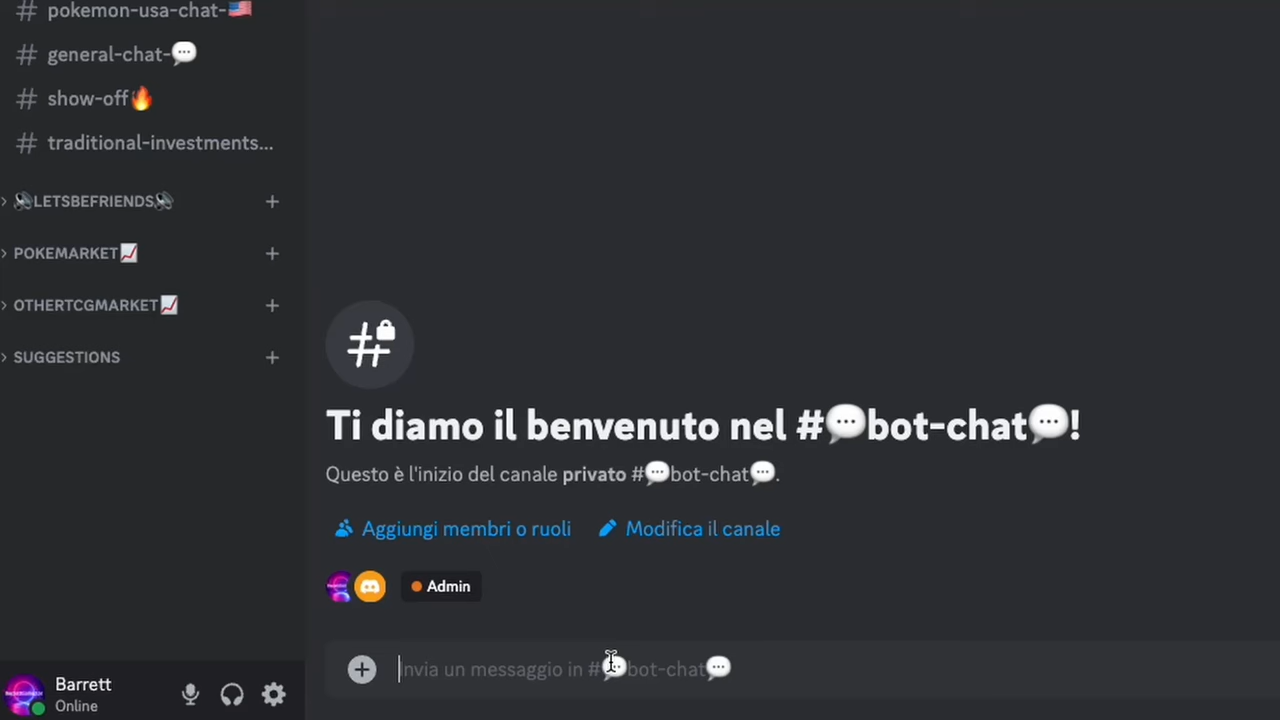 # pokemon-usa-chat-🇺🇸
# general-chat-💬
# show-off🔥
# traditional-investments...
🔊LETSBEFRIENDS🔊
POKEMARKET📈
OTHERTCGMARKET📈
SUGGESTIONS
Ti diamo il benvenuto nel #💬bot-chat💬!
Questo è l'inizio del canale privato #💬bot-chat💬.
Aggiungi membri o ruoli Modifica il canale
Admin
Invia un messaggio in #💬bot-chat💬
Barrett
Online